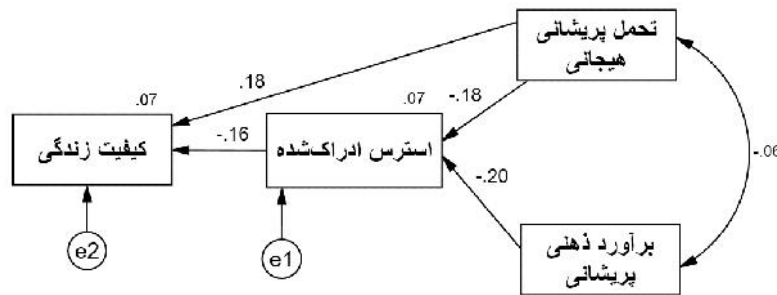 تحمل پریشانی
هیجانی
.18
.07
.07
-.18
کیفیت زندگی
-.16
استرس ادراک‌شده
-.06
-.20
e2
e1
برآورد ذهنی
پریشانی